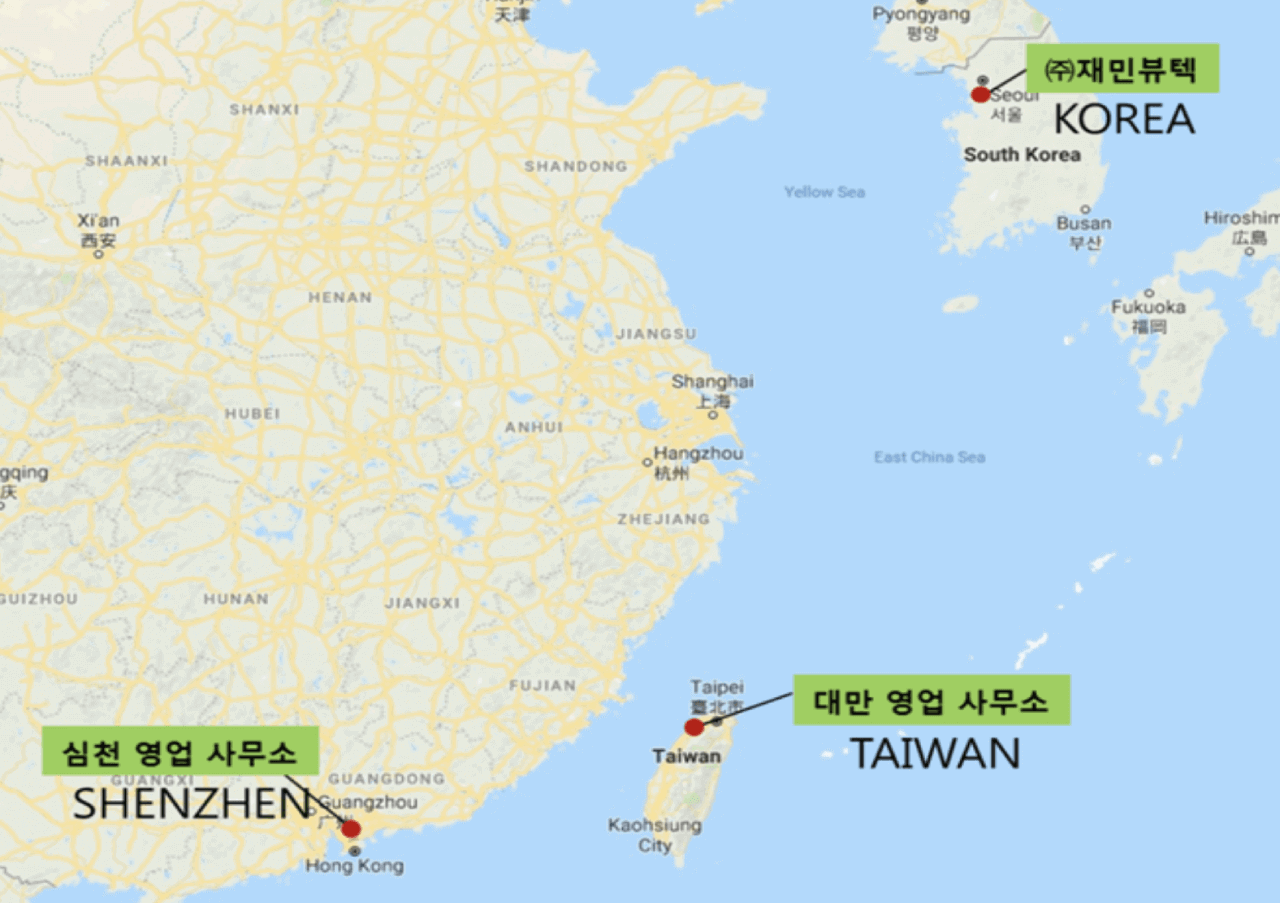 天津
Pyongyang
평양
㈜재민뷰텍
Seoul
서울
KOREA
South Korea
SHANXI
SHAANXI
SHANDONG
Yellow Sea
Xi'an
西安
Busan
부산
Hiroshim
広島
HENAN
Fukuoka
福岡
JIANGSU
Shanghai
上海
HUBEI
ANHUI
Hangzhou
杭州
East China Sea
gqing
庆
ZHEJIANG
GUIZHOU
HUNAN
JIANGXI
FUJIAN
Taipei
臺北市
대만 영업 사무소
TAIWAN
Taiwan
심천 영업 사무소
GUANGXI
GUANGDONG
SHENZHEN
Guangzhou
Kaohsiung
City
Hong Kong